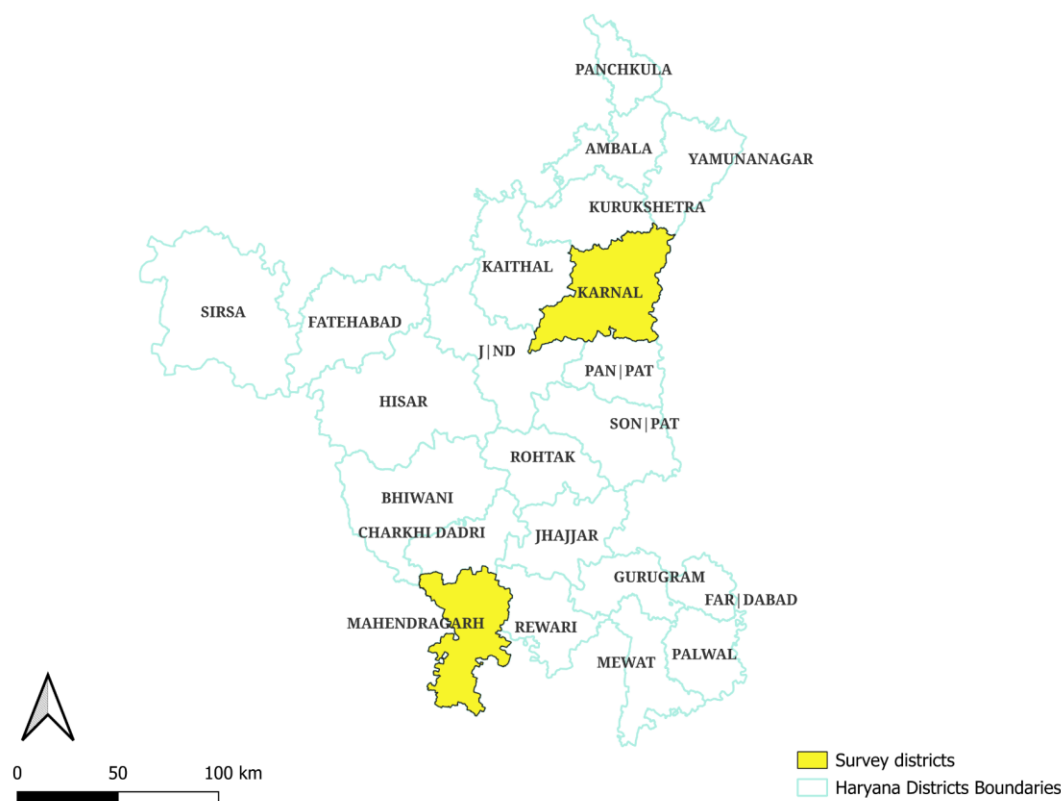 PANCHKULA
AMBALA
YAMUNANAGAR
KURUKSHETRA
KAITHAL
KARNAL
SIRSA
FATEHABAD
J|ND
PAN|PAT
HISAR
SON|PAT
ROHTAK
BHIWANI
CHARKHI DADRI
JHAJJAR
GURUGRAM
FAR|DABAD
MAHENDRAGARH
REWARI
MEWAT
PALWAL
0 50 100 km
Survey districts
Haryana Districts Boundaries